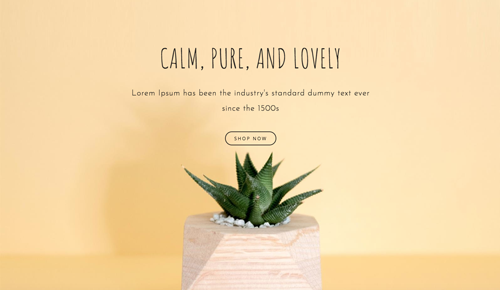 CALM, PURE, AND LOVELY
Lorem Ipsum has been the industry's standard dummy text ever
since the 1500s
SHOP NOW